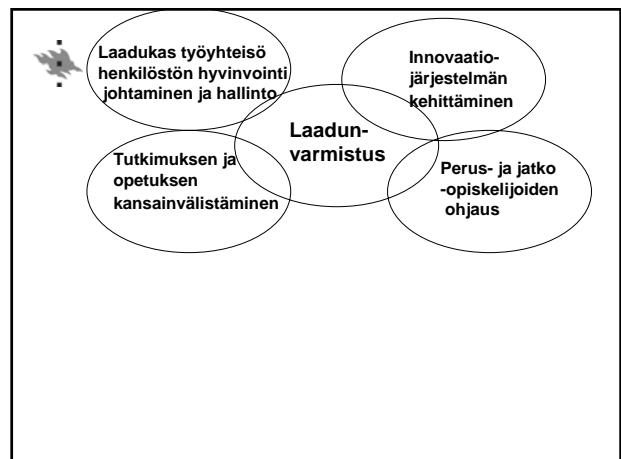 Laadukas työyhteisö
henkilöstön hyvinvointi
johtaminen ja hallinto
Innovaatio-
järjestelmän
kehittäminen
Laadun-
varmistus
Tutkimuksen ja
opetuksen
kansainvälistäminen
Perus- ja jatko
-opiskelijoiden
ohjaus